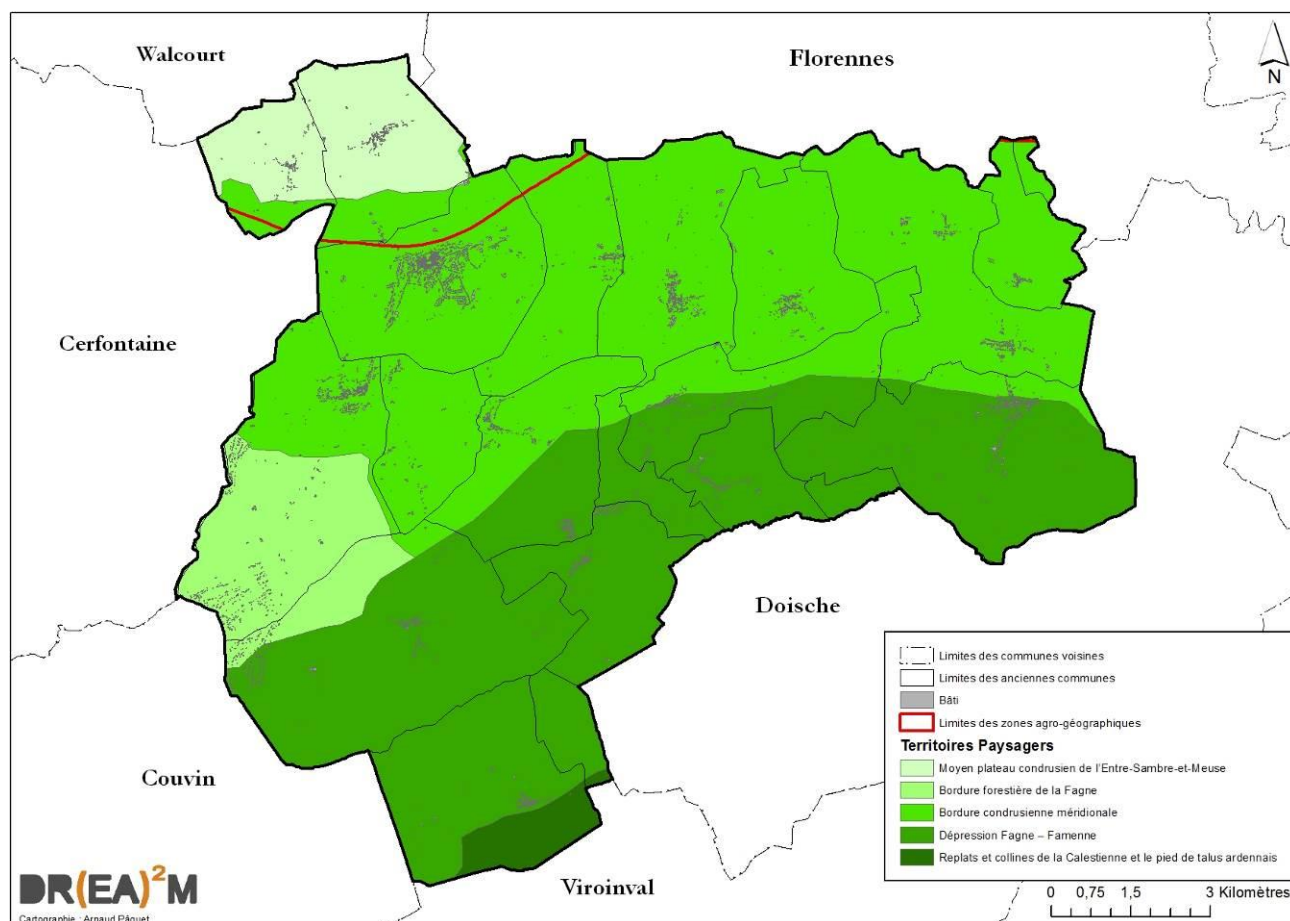 Walcourt
Florennes
N
Cerfontaine
Doische
Couvin
Viroinval
Limites des communes voisines
Limites des anciennes communes
Bâti
Limites des zones agro-géographiques
Territoires Paysagers
Moyen plateau condrusien de l'Entre-Sambre-et-Meuse
Bordure forestière de la Fagne
Bordure condrusienne méridionale
Dépression Fagne – Famenne
Replats et collines de la Calestienne et le pied de talus ardennais
0 0,75 1,5 3 Kilomètres
DR(EA)²M
Cartographie : Arnaud Pâquet